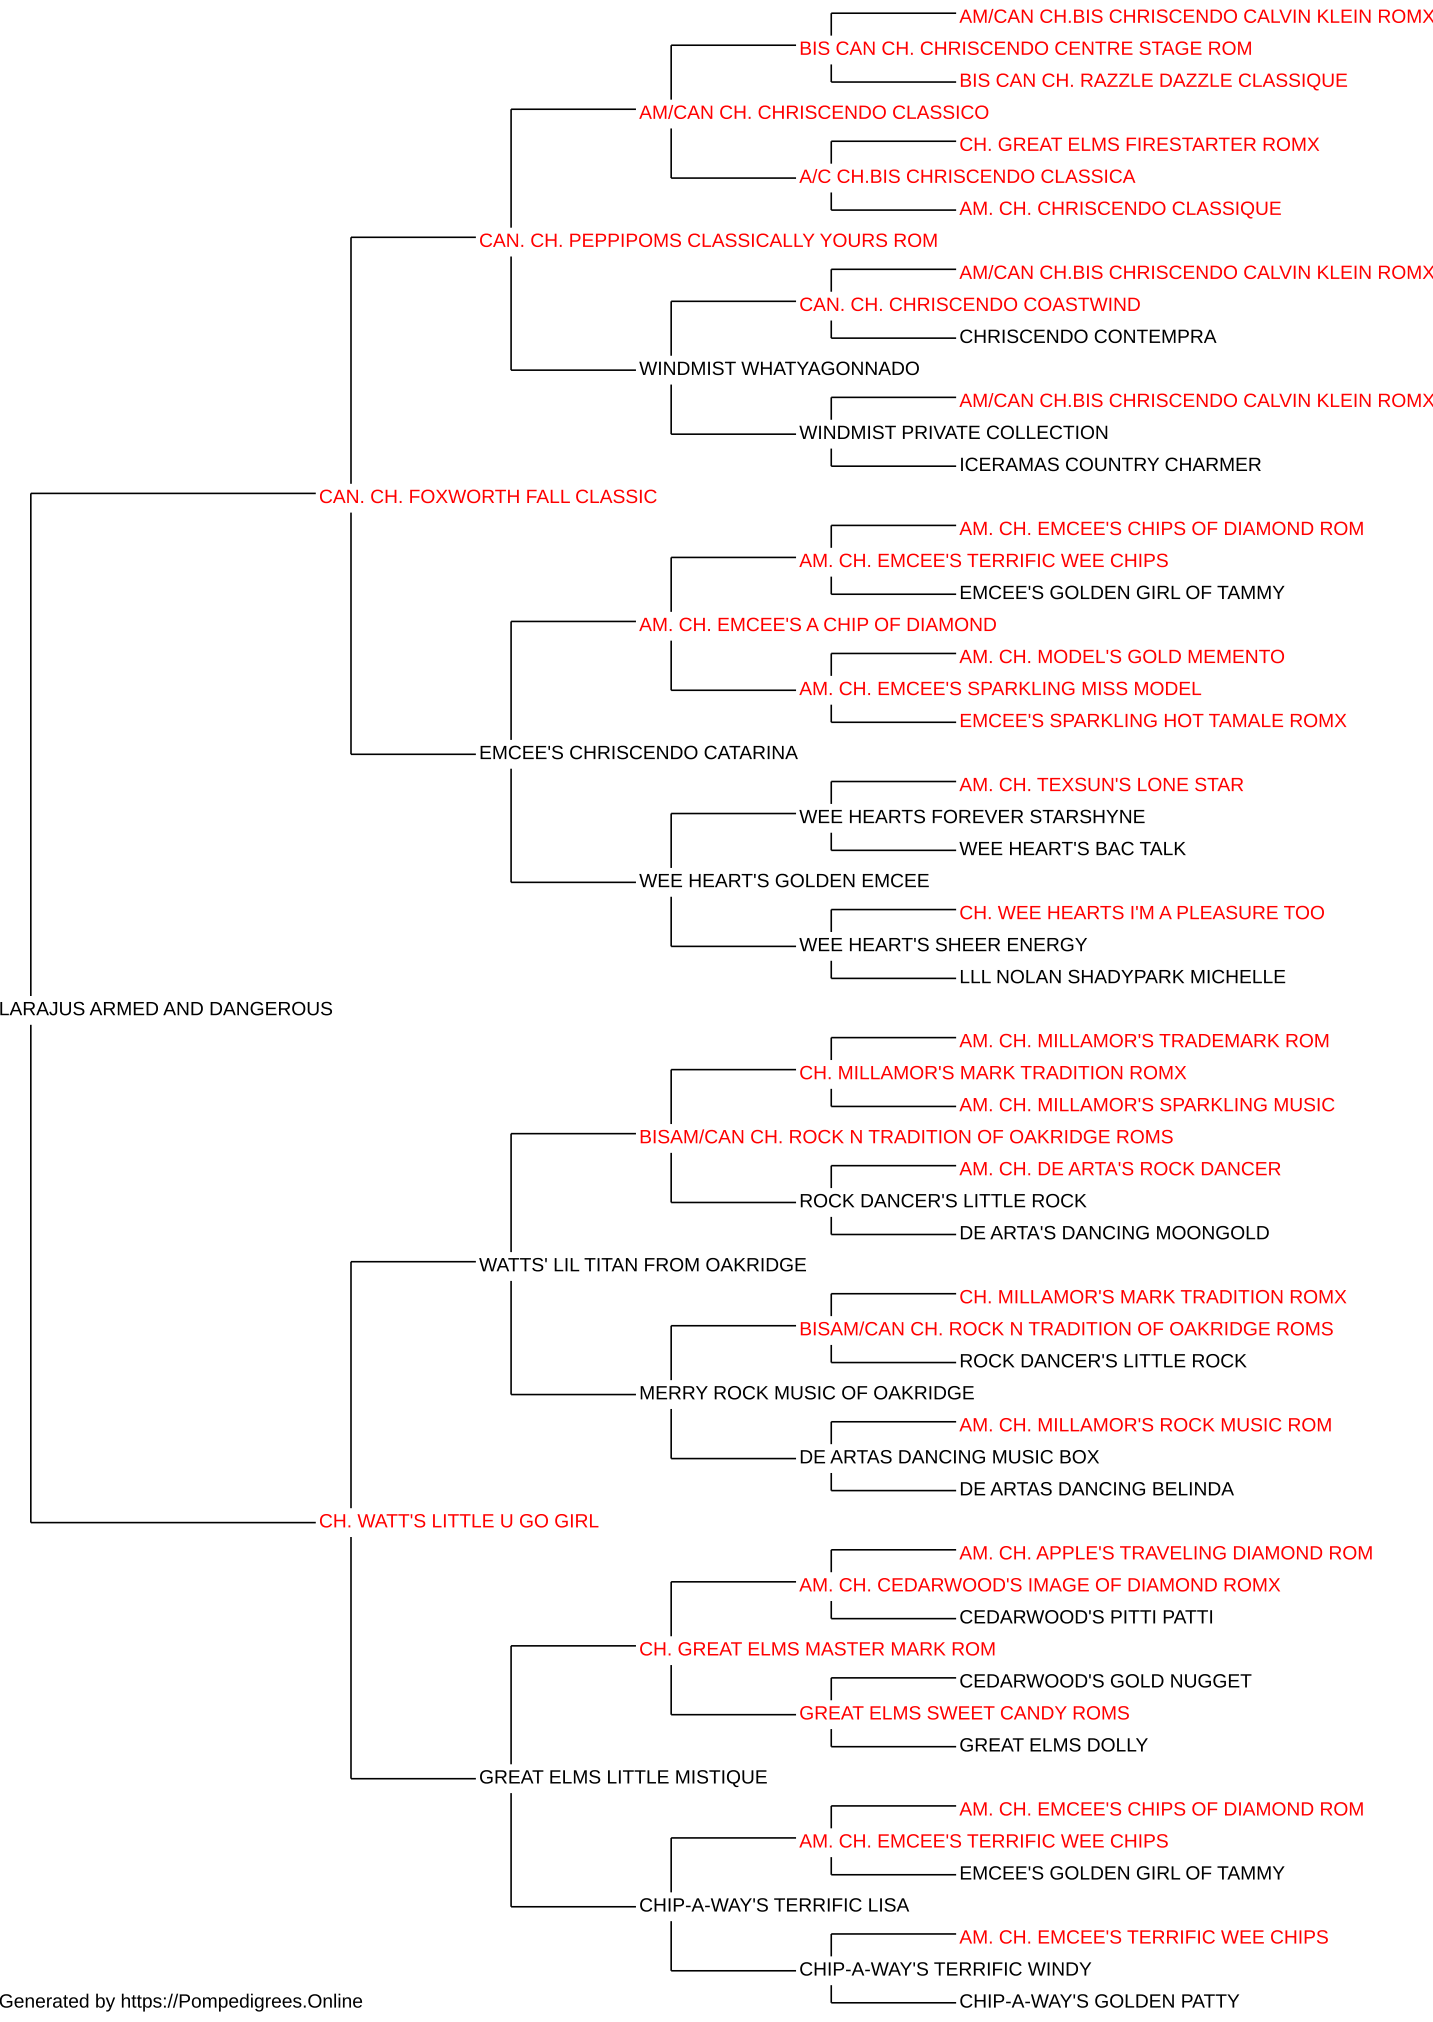 AM/CAN CH.BIS CHRISCENDO CALVIN KLEIN ROMX
BIS CAN CH. CHRISCENDO CENTRE STAGE ROM
BIS CAN CH. RAZZLE DAZZLE CLASSIQUE
AM/CAN CH. CHRISCENDO CLASSICO
CH. GREAT ELMS FIRESTARTER ROMX
A/C CH.BIS CHRISCENDO CLASSICA
AM. CH. CHRISCENDO CLASSIQUE
CAN. CH. PEPPIPOMS CLASSICALLY YOURS ROM
AM/CAN CH.BIS CHRISCENDO CALVIN KLEIN ROMX
CAN. CH. CHRISCENDO COASTWIND
CHRISCENDO CONTEMPRA
WINDMIST WHATYAGONNADO
AM/CAN CH.BIS CHRISCENDO CALVIN KLEIN ROMX
WINDMIST PRIVATE COLLECTION
ICERAMAS COUNTRY CHARMER
CAN. CH. FOXWORTH FALL CLASSIC
AM. CH. EMCEE'S CHIPS OF DIAMOND ROM
AM. CH. EMCEE'S TERRIFIC WEE CHIPS
EMCEE'S GOLDEN GIRL OF TAMMY
AM. CH. EMCEE'S A CHIP OF DIAMOND
AM. CH. MODEL'S GOLD MEMENTO
AM. CH. EMCEE'S SPARKLING MISS MODEL
EMCEE'S SPARKLING HOT TAMALE ROMX
EMCEE'S CHRISCENDO CATARINA
AM. CH. TEXSUN'S LONE STAR
WEE HEARTS FOREVER STARSHYNE
WEE HEART'S BAC TALK
WEE HEART'S GOLDEN EMCEE
CH. WEE HEARTS I'M A PLEASURE TOO
WEE HEART'S SHEER ENERGY
LLL NOLAN SHADYPARK MICHELLE
LARAJUS ARMED AND DANGEROUS
AM. CH. MILLAMOR'S TRADEMARK ROM
CH. MILLAMOR'S MARK TRADITION ROMX
AM. CH. MILLAMOR'S SPARKLING MUSIC
BISAM/CAN CH. ROCK N TRADITION OF OAKRIDGE ROMS
AM. CH. DE ARTA'S ROCK DANCER
ROCK DANCER'S LITTLE ROCK
DE ARTA'S DANCING MOONGOLD
WATTS' LIL TITAN FROM OAKRIDGE
CH. MILLAMOR'S MARK TRADITION ROMX
BISAM/CAN CH. ROCK N TRADITION OF OAKRIDGE ROMS
ROCK DANCER'S LITTLE ROCK
MERRY ROCK MUSIC OF OAKRIDGE
AM. CH. MILLAMOR'S ROCK MUSIC ROM
DE ARTAS DANCING MUSIC BOX
DE ARTAS DANCING BELINDA
CH. WATT'S LITTLE U GO GIRL
AM. CH. APPLE'S TRAVELING DIAMOND ROM
AM. CH. CEDARWOOD'S IMAGE OF DIAMOND ROMX
CEDARWOOD'S PITTI PATTI
CH. GREAT ELMS MASTER MARK ROM
CEDARWOOD'S GOLD NUGGET
GREAT ELMS SWEET CANDY ROMS
GREAT ELMS DOLLY
GREAT ELMS LITTLE MISTIQUE
AM. CH. EMCEE'S CHIPS OF DIAMOND ROM
AM. CH. EMCEE'S TERRIFIC WEE CHIPS
EMCEE'S GOLDEN GIRL OF TAMMY
CHIP-A-WAY'S TERRIFIC LISA
AM. CH. EMCEE'S TERRIFIC WEE CHIPS
CHIP-A-WAY'S TERRIFIC WINDY
CHIP-A-WAY'S GOLDEN PATTY
Generated by https://Pompedigrees.Online